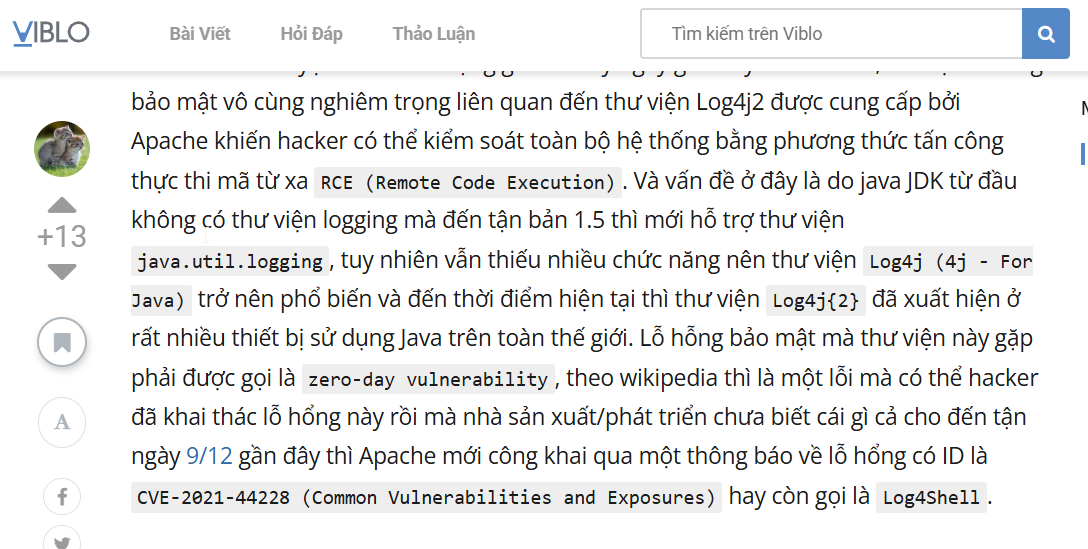 VIBLO
Bài Viết
Hỏi Đáp
Thảo Luận
Tìm kiếm trên Viblo
bảo mật vô cùng nghiêm trọng liên quan đến thư viện Log4j2 được cung cấp bởi
Apache khiến hacker có thể kiểm soát toàn bộ hệ thống bằng phương thức tấn công
thực thi mã từ xa RCE (Remote Code Execution). Và vấn đề ở đây là do java JDK từ đầu
không có thư viện logging mà đến tận bản 1.5 thì mới hỗ trợ thư viện
java.util.logging, tuy nhiên vẫn thiếu nhiều chức năng nên thư viện Log4j (4j - For
Java) trở nên phổ biến và đến thời điểm hiện tại thì thư viện Log4j{2} đã xuất hiện ở
rất nhiều thiết bị sử dụng Java trên toàn thế giới. Lỗ hỗng bảo mật mà thư viện này gặp
phải được gọi là zero-day vulnerability, theo wikipedia thì là một lỗi mà có thể hacker
đã khai thác lỗ hổng này rồi mà nhà sản xuất/phát triển chưa biết cái gì cả cho đến tận
ngày 9/12 gần đây thì Apache mới công khai qua một thông báo về lỗ hổng có ID là
CVE-2021-44228 (Common Vulnerabilities and Exposures) hay còn gọi là Log4Shell.
+13
A